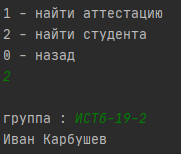 1 - найти аттестацию
2 - найти студента
0 - назад
2
группа : ИСТб-19-2
Иван Карбушев